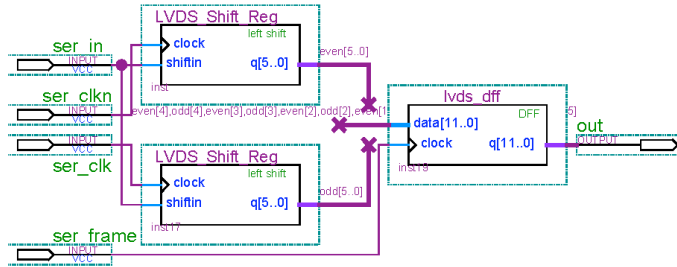 LVDS_Shift_Reg
ser_in
INPUT
VCC
clock
left shift
shiftin
q[5..0]
even[5..0]
inst
ser_clkn
INPUT
VCC
even[4],odd[4],even[3],odd[3],even[2],odd[2],even[1
lvds_dff
DFF
5]
data[11..0]
clock
q[11..0]
inst19
out
OUTPUT
INPUT
VCC
ser_clk
LVDS_Shift_Reg
clock
left shift
shiftin
q[5..0]
odd[5..0]
inst17
ser_frame
INPUT
VCC